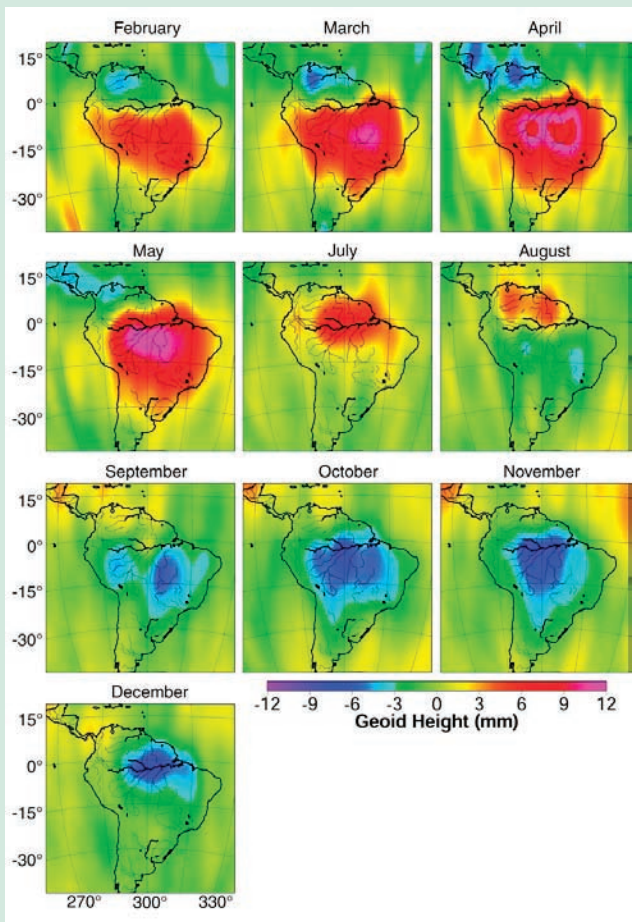 February
March
April
15°
0°
-15°
-30°
May
July
August
15°
0°
-15°
-30°
September
October
November
15°
0°
-15°
-30°
December
-12 -9 -6 -3 0 3 6 9 12
Geoid Height (mm)
15°
0°
-15°
-30°
270° 300° 330°